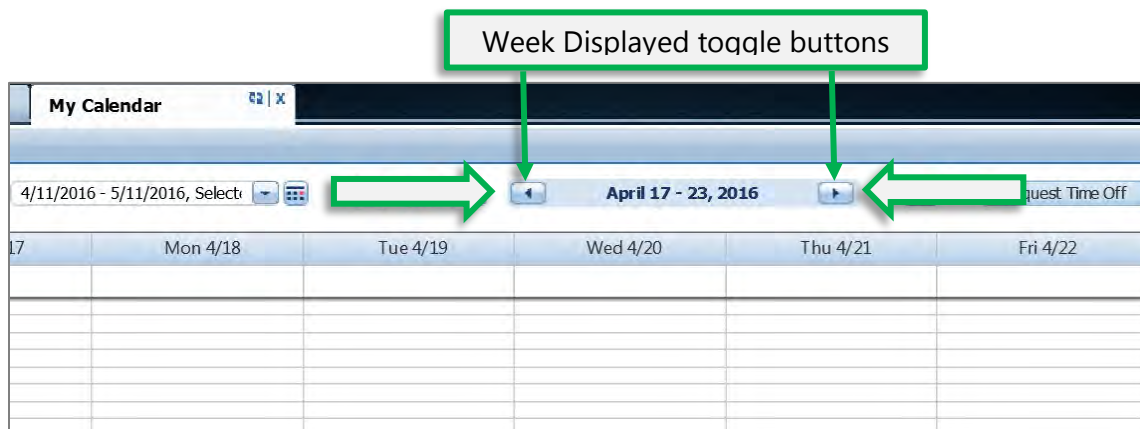 Week Displayed toggle buttons
My Calendar
X
4/11/2016 - 5/11/2016, Select
April 17 - 23, 2016
quest Time Off
17
Mon 4/18
Tue 4/19
Wed 4/20
Thu 4/21
Fri 4/22